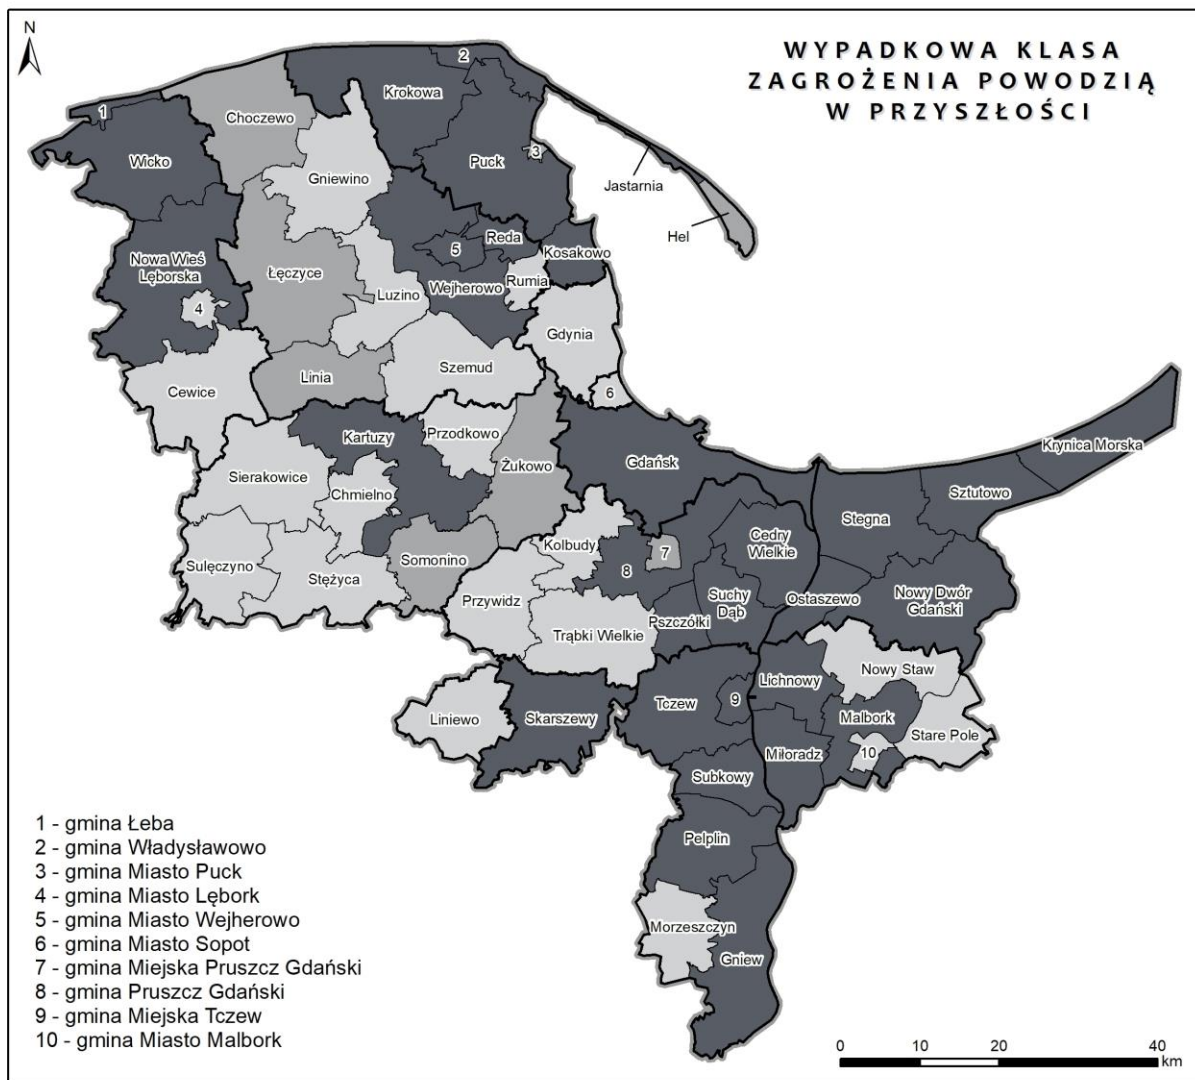 N
WYPADKOWA KLASA
ZAGROŻENIA POWODZIĄ
W PRZYSZŁOŚCI
2
Krokowa
1
Choczewo
Wicko
Puck
3
Gniewino
Jastarnia
Hel
Reda
5
Kosakowo
Nowa Wieś
Lęborska
Łęczyce
Rumia
Wejherowo
Luzino
4
Gdynia
Szemud
Linia
Cewice
6
Kartuzy
Przodkowo
Krynica Morska
Gdańsk
Żukowo
Sierakowice
Chmielno
Sztutowo
Stegna
Cedry
Wielkie
Kolbudy
7
Somonino
Sulęczyno
8
Stężyca
Suchy
Dąb
Nowy Dwór
Gdański
Ostaszewo
Przywidz
Pszczółki
Trąbki Wielkie
Nowy Staw
Lichnowy
9
Tczew
Liniewo
Skarszewy
Malbork
Stare Pole
10
Miłoradz
Subkowy
Pelplin
Morzeszczyn
Gniew
1 - gmina Łeba
2 - gmina Władysławowo
3 - gmina Miasto Puck
4 - gmina Miasto Lębork
5 - gmina Miasto Wejherowo
6 - gmina Miasto Sopot
7 - gmina Miejska Pruszcz Gdański
8 - gmina Pruszcz Gdański
9 - gmina Miejska Tczew
10 - gmina Miasto Malbork
0 10 20 40
km